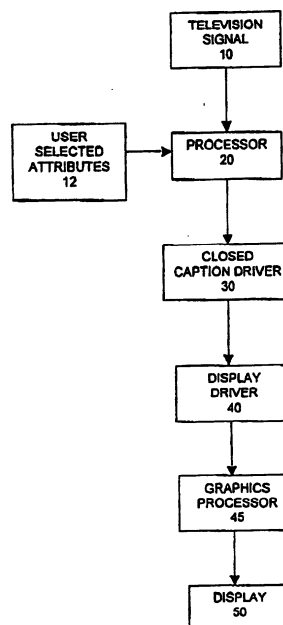 TELEVISION
SIGNAL
10
USER
SELECTED
ATTRIBUTES
12
PROCESSOR
20
CLOSED
CAPTION DRIVER
30
DISPLAY
DRIVER
40
GRAPHICS
PROCESSOR
45
DISPLAY
50